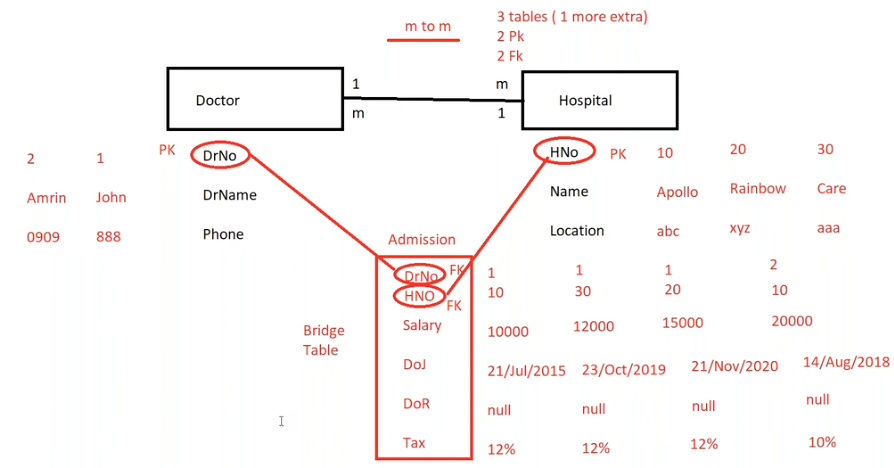 m to m
3 tables ( 1 more extra)
2 Pk
2 Fk
1
m
Doctor
Hospital
m
1
PK
DrNo
HNo
PK
10
20
30
2
1
Amrin
John
DrName
Name
Apollo
Rainbow
Care
0909
888
Phone
Location
abc
xyz
aaa
Admission
DrNo
FK
1
1
1
2
HNO
FK
10
30
20
10
Bridge
Table
Salary
10000
12000
15000
20000
DoJ
21/Jul/2015
23/Oct/2019
21/Nov/2020
14/Aug/2018
DoR
null
null
null
null
Tax
12%
12%
12%
10%